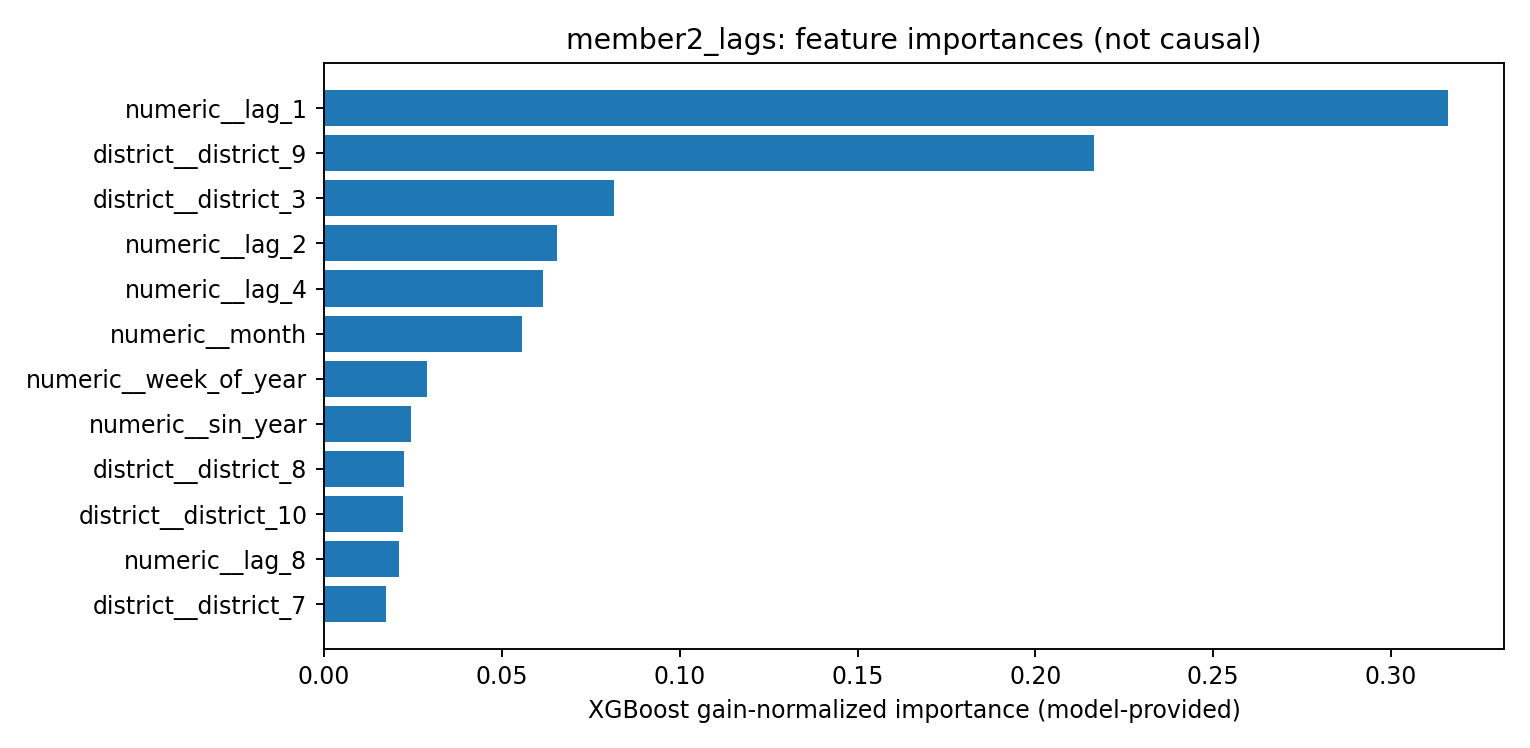 member2_lags: feature importances (not causal)
numeric__lag_1
district__district_9
district__district_3
numeric__lag_2
numeric__lag_4
numeric__month
numeric__week_of_year
numeric__sin_year
district__district_8
district__district_10
numeric__lag_8
district__district_7
0.00 0.05 0.10 0.15 0.20 0.25 0.30
XGBoost gain-normalized importance (model-provided)